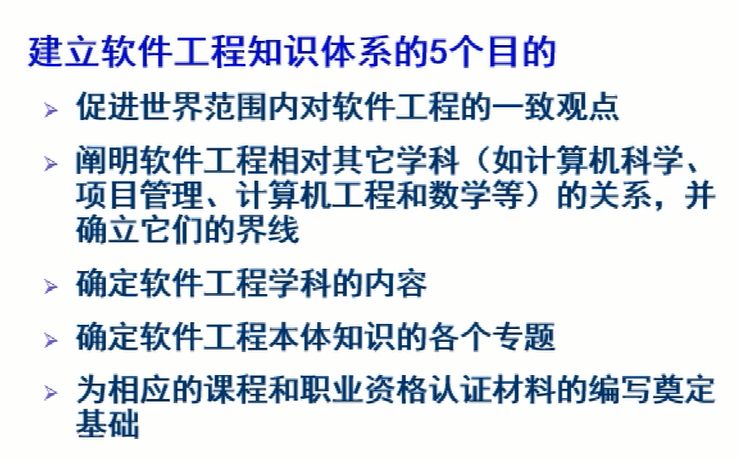 建立软件工程知识体系的5个目的
促进世界范围内对软件工程的一致观点
阐明软件工程相对其它学科（如计算机科学、
项目管理、计算机工程和数学等）的关系，并
确立它们的界线
确定软件工程学科的内容
确定软件工程本体知识的各个专题
为相应的课程和职业资格认证材料的编写奠定
基础